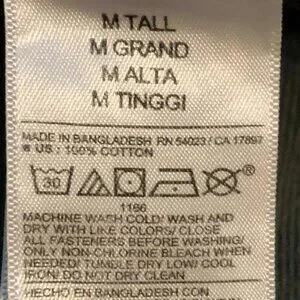 M TALL
M GRAND
M ALTA
M TINGGI
MADE IN BANGLADESH RN 54023 / CA 17897
US : 100% COTTON
30
1166
MACHINE WASH COLD/ WASH AND
DRY WITH LIKE COLORS/ CLOSE
ALL FASTENERS BEFORE WASHING/
ONLY NON-CHLORINE BLEACH WHEN
NEEDED/ TUMBLE DRY LOW/ COOL
IRON/ DO NOT DRY CLEAN
HECHO EN BANGLADESH CON